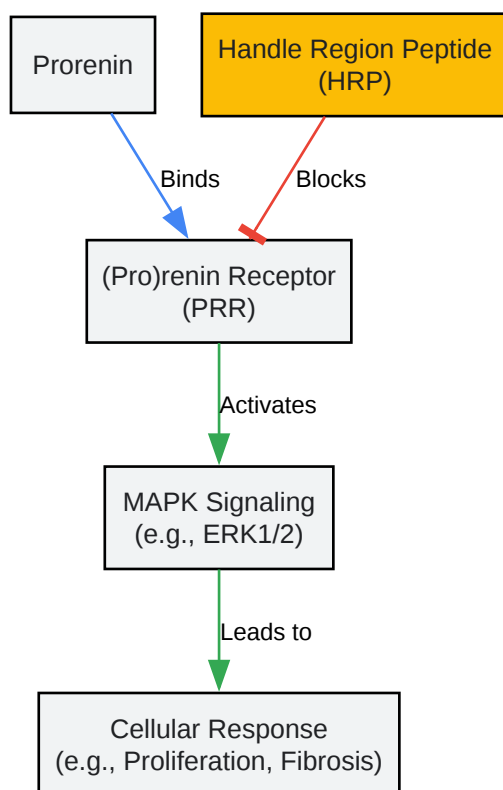 Prorenin
Handle Region Peptide
(HRP)
Binds
Blocks
(Pro)renin Receptor
(PRR)
Activates
MAPK Signaling
(e.g., ERK1/2)
Leads to
Cellular Response
(e.g., Proliferation, Fibrosis)